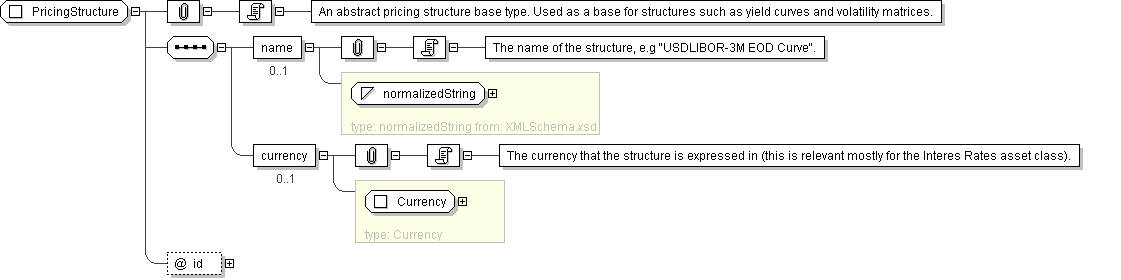 PricingStructure
An abstract pricing structure base type. Used as a base for structures such as yield curves and volatility matrices.
name
The name of the structure, e.g "USDLIBOR-3M EOD Curve".
0..1
normalizedString
type: normalizedString from: XMLSchema.xsd
currency
The currency that the structure is expressed in (this is relevant mostly for the Interes Rates asset class).
0..1
Currency
type: Currency
@ id